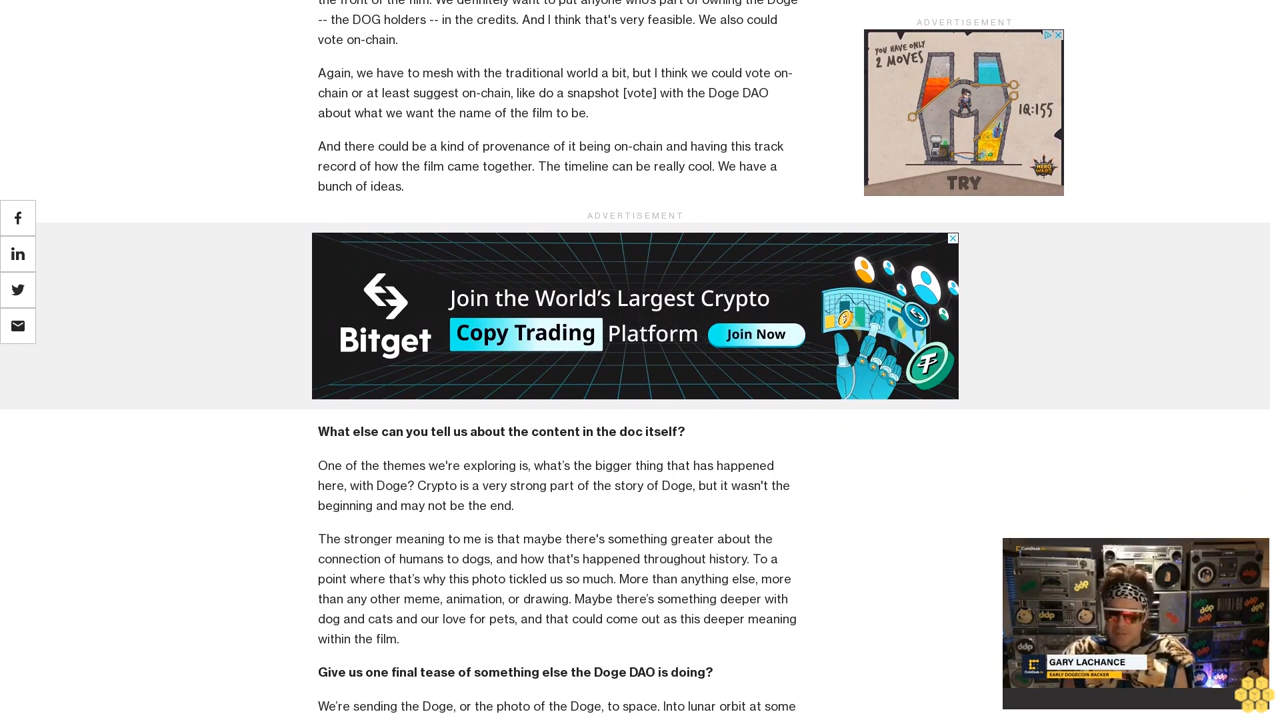 the front of the film. We definitely want to put anyone who's part of owning the Doge
-- the DOG holders -- in the credits. And I think that's very feasible. We also could
vote on-chain.
Again, we have to mesh with the traditional world a bit, but I think we could vote on-
chain or at least suggest on-chain, like do a snapshot [vote] with the Doge DAO
about what we want the name of the film to be.
And there could be a kind of provenance of it being on-chain and having this track
record of how the film came together. The timeline can be really cool. We have a
bunch of ideas.
ADVERTISEMENT
YOU HAVE ONLY
2 MOVES
IQ:155
HERO
WARS
TRY
ADVERTISEMENT
Bitget
Join the World’s Largest Crypto
Copy Trading Platform
Join Now
What else can you tell us about the content in the doc itself?
One of the themes we're exploring is, what’s the bigger thing that has happened
here, with Doge? Crypto is a very strong part of the story of Doge, but it wasn't the
beginning and may not be the end.
The stronger meaning to me is that maybe there's something greater about the
connection of humans to dogs, and how that's happened throughout history. To a
point where that’s why this photo tickled us so much. More than anything else, more
than any other meme, animation, or drawing. Maybe there’s something deeper with
dog and cats and our love for pets, and that could come out as this deeper meaning
within the film.
Give us one final tease of something else the Doge DAO is doing?
We’re sending the Doge, or the photo of the Doge, to space. Into lunar orbit at some
CoinDesk
ddp
ddp
ddp
ddp
CoinDesk
GARY LACHANCE
EARLY DOGECOIN BACKER